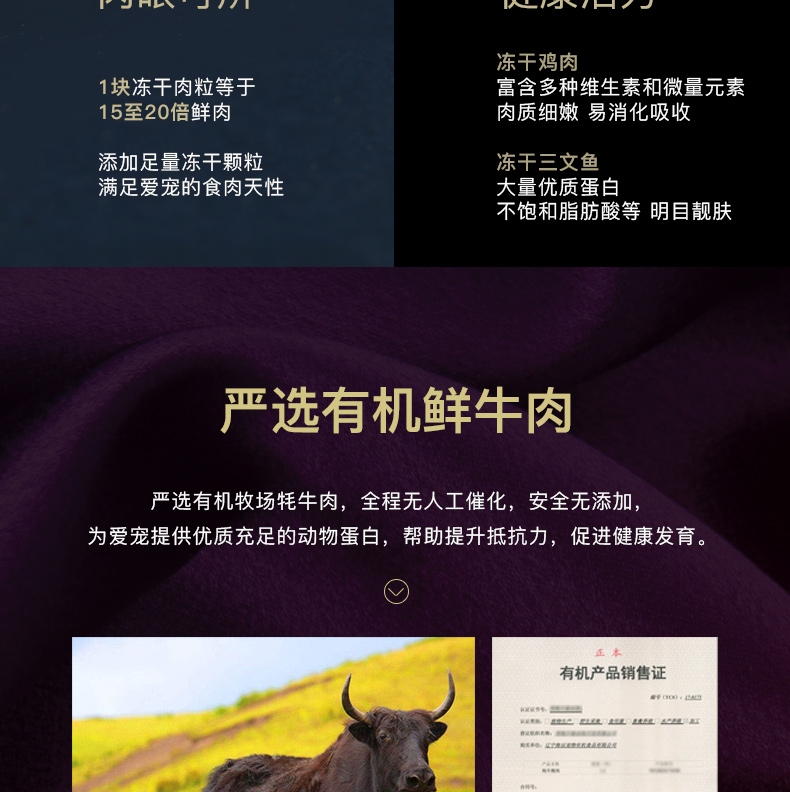 1块冻干肉粒等于
15至20倍鲜肉
添加足量冻干颗粒
满足爱宠的食肉天性
冻干鸡肉
富含多种维生素和微量元素
肉质细嫩 易消化吸收
冻干三文鱼
大量优质蛋白
不饱和脂肪酸等 明目靓肤
严选有机鲜牛肉
严选有机牧场牦牛肉，全程无人工催化，安全无添加，
为爱宠提供优质充足的动物蛋白，帮助提升抵抗力，促进健康发育。
正 本
有机产品销售证